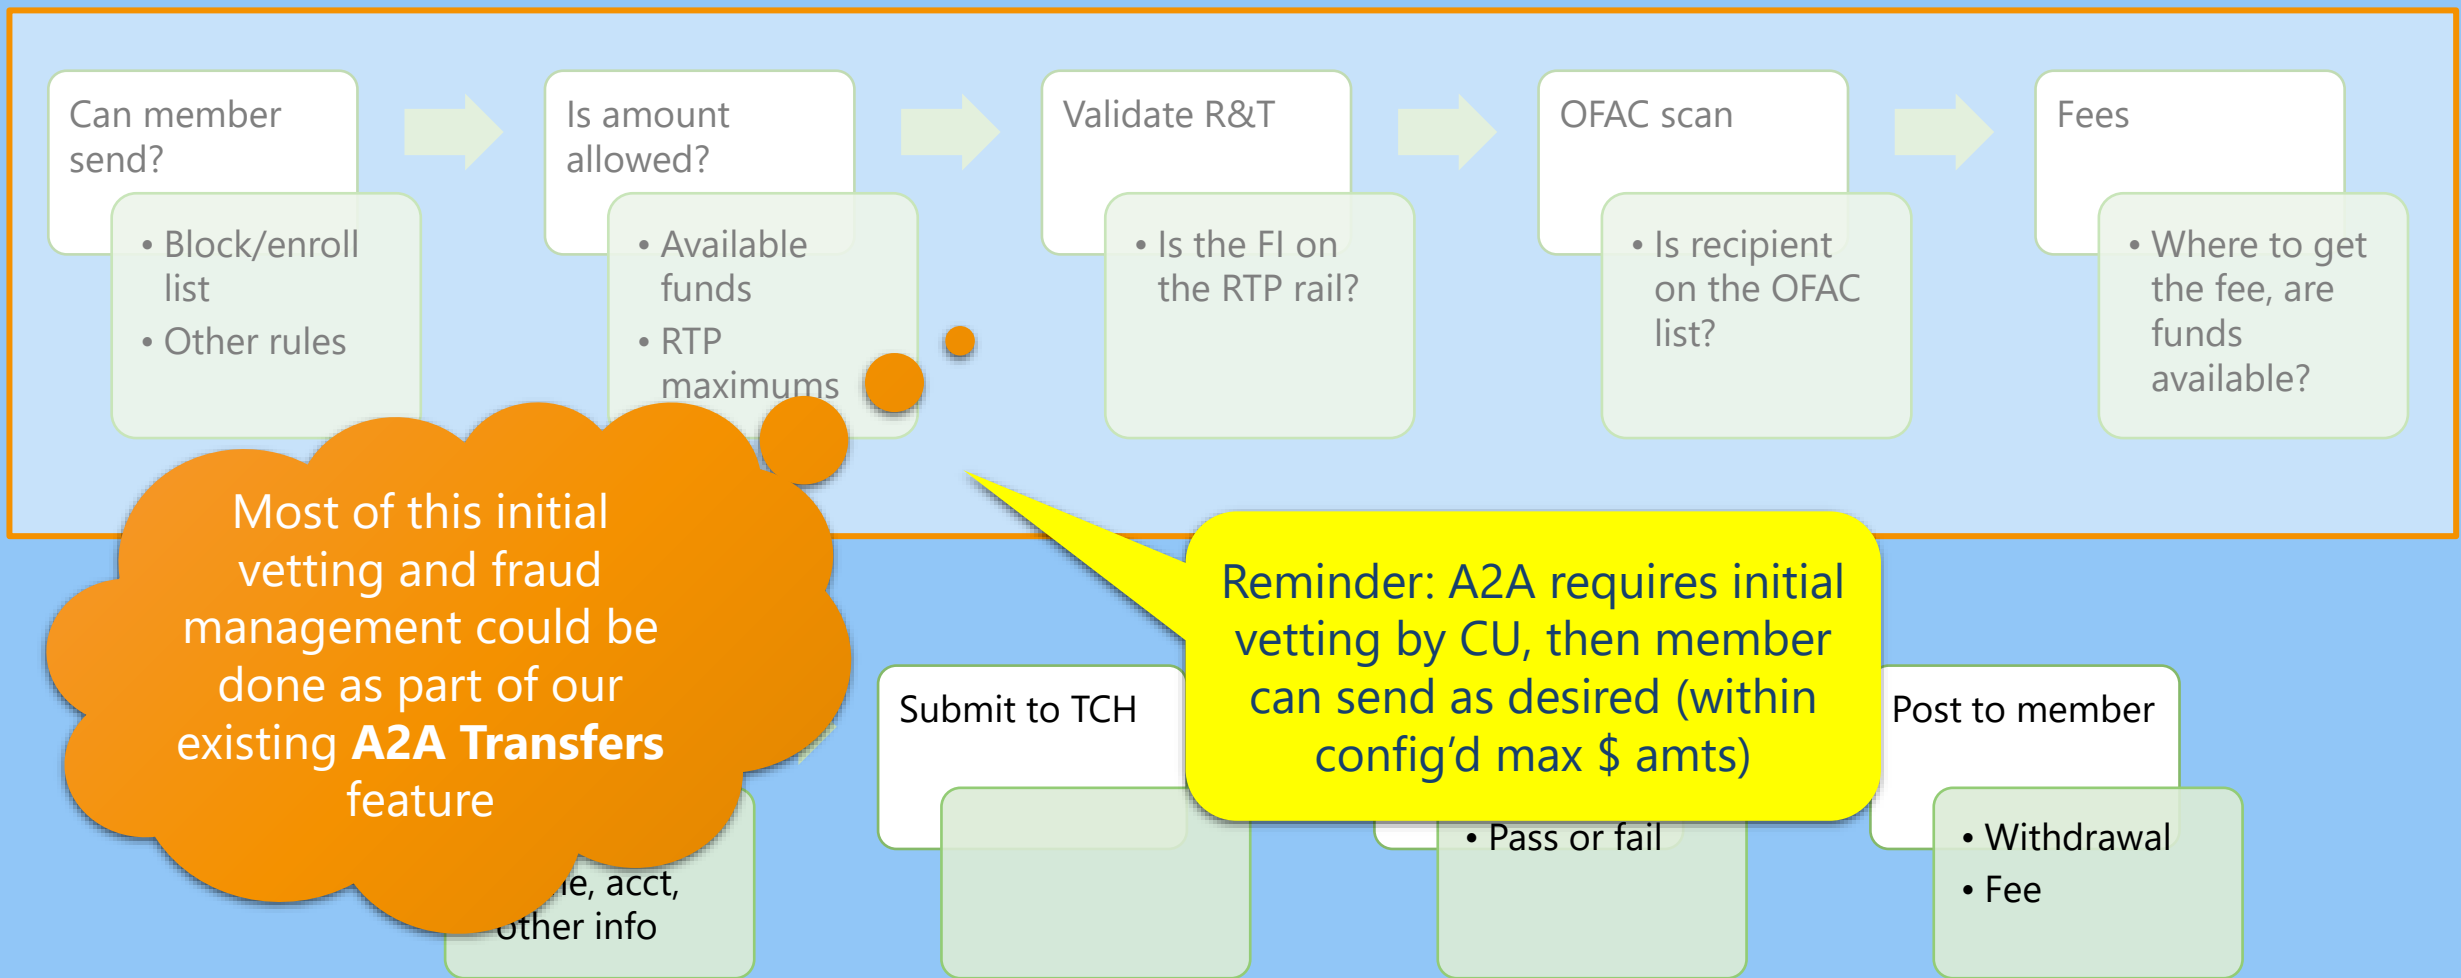 Can member
send?
• Block/enroll
list
• Other rules
Is amount
allowed?
• Available
funds
• RTP
maximums
Validate R&T
• Is the FI on
the RTP rail?
OFAC scan
• Is recipient
on the OFAC
list?
Fees
• Where to get
the fee, are
funds
available?
Most of this initial
vetting and fraud
management could be
done as part of our
existing A2A Transfers
feature
Reminder: A2A requires initial
vetting by CU, then member
can send as desired (within
config’d max $ amts)
acct,
other info
Submit to TCH
• Pass or fail
Post to member
• Withdrawal
• Fee